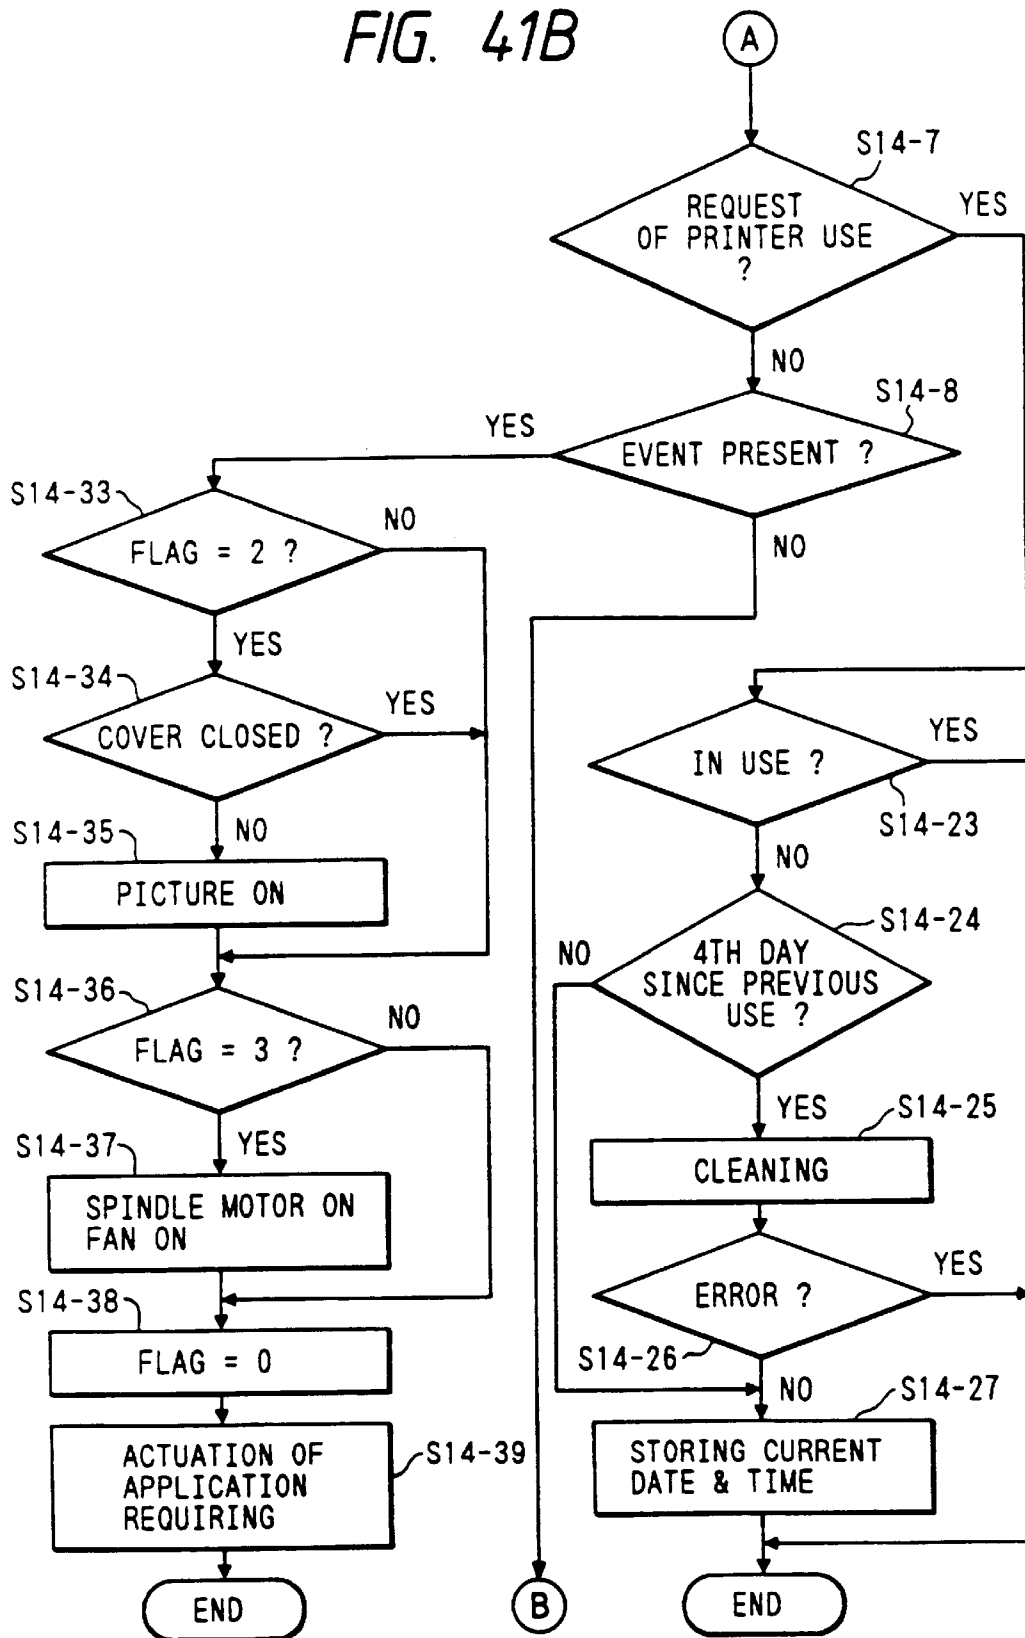 FIG. 41B
A
S14-7
REQUEST
OF PRINTER USE
?
YES
NO
S14-8
EVENT PRESENT ?
YES
NO
S14-33
FLAG = 2 ?
NO
YES
S14-34
COVER CLOSED ?
YES
NO
S14-35
PICTURE ON
S14-36
FLAG = 3 ?
NO
YES
S14-37
SPINDLE MOTOR ON
FAN ON
S14-38
FLAG = 0
ACTUATION OF
APPLICATION
REQUIRING
S14-39
END
B
IN USE ?
YES
S14-23
NO
S14-24
4TH DAY
SINCE PREVIOUS
USE ?
NO
YES
S14-25
CLEANING
ERROR ?
YES
S14-26
NO
S14-27
STORING CURRENT
DATE & TIME
END